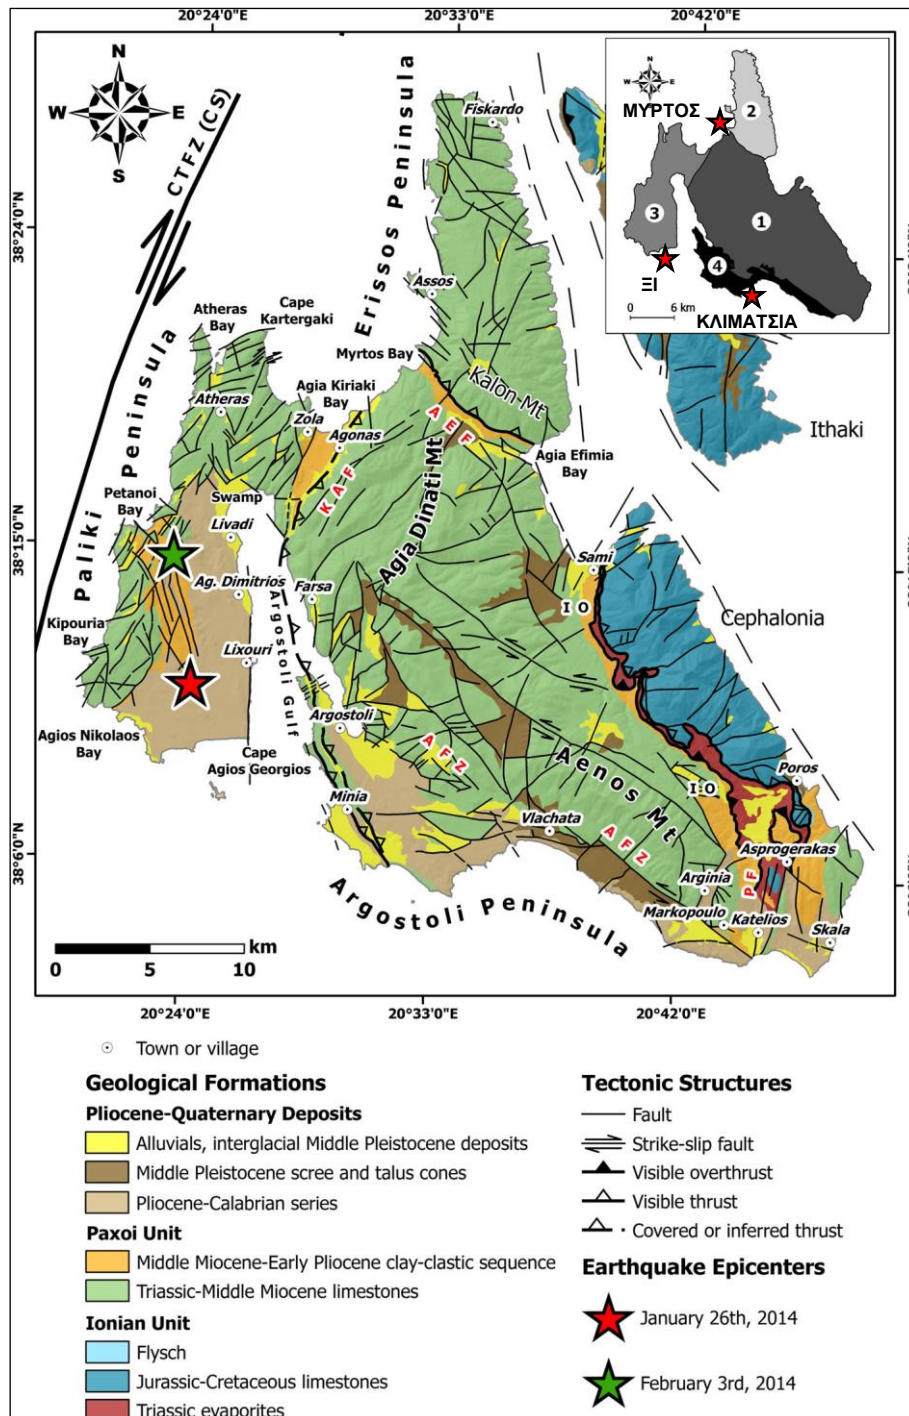 20°24'0"E
20°33'0"E
20°42'0"E
N
W
E
S
CTFZ (CS)
Erissos Peninsula
Fiskardo
ΜΥΡΤΟΣ
N
W
E
S
2
1
3
4
ΞΙ
ΚΛΙΜΑΤΣΙΑ
0
6 km
38°24'0"N
Assos
Atheras
Bay
Cape
Kartergaki
Myrtos Bay
Kalon Mt
Paliki Peninsula
Agia Kiriaki
Bay
Atheras
Zola
Agonas
A E F
Ithaki
Agia Efimia
Bay
K A F
Agia Dinati Mt
Petanoi
Bay
Swamp
Livadi
38°15'0"N
Sami
Ag. Dimitrios
Farsa
I O
Cephalonia
Kipouria
Bay
Argostoli Gulf
Lixouri
Agios Nikolaos
Bay
Argostoli
Cape
Agios Georgios
A F Z
Aenos Mt
Poros
I O
Minia
Vlachata
A F Z
Asprogerakas
38°6'0"N
Arginia
P F
Argostoli Peninsula
Markopoulo
Katelios
Skala
km
0
5
10
20°24'0"E
20°33'0"E
20°42'0"E
Town or village
Geological Formations
Pliocene-Quaternary Deposits
Alluvials, interglacial Middle Pleistocene deposits
Middle Pleistocene scree and talus cones
Pliocene-Calabrian series
Paxoi Unit
Middle Miocene-Early Pliocene clay-clastic sequence
Triassic-Middle Miocene limestones
Ionian Unit
Flysch
Jurassic-Cretaceous limestones
Triassic evaporites
Tectonic Structures
Fault
Strike-slip fault
Visible overthrust
Visible thrust
Covered or inferred thrust
Earthquake Epicenters
January 26th, 2014
February 3rd, 2014